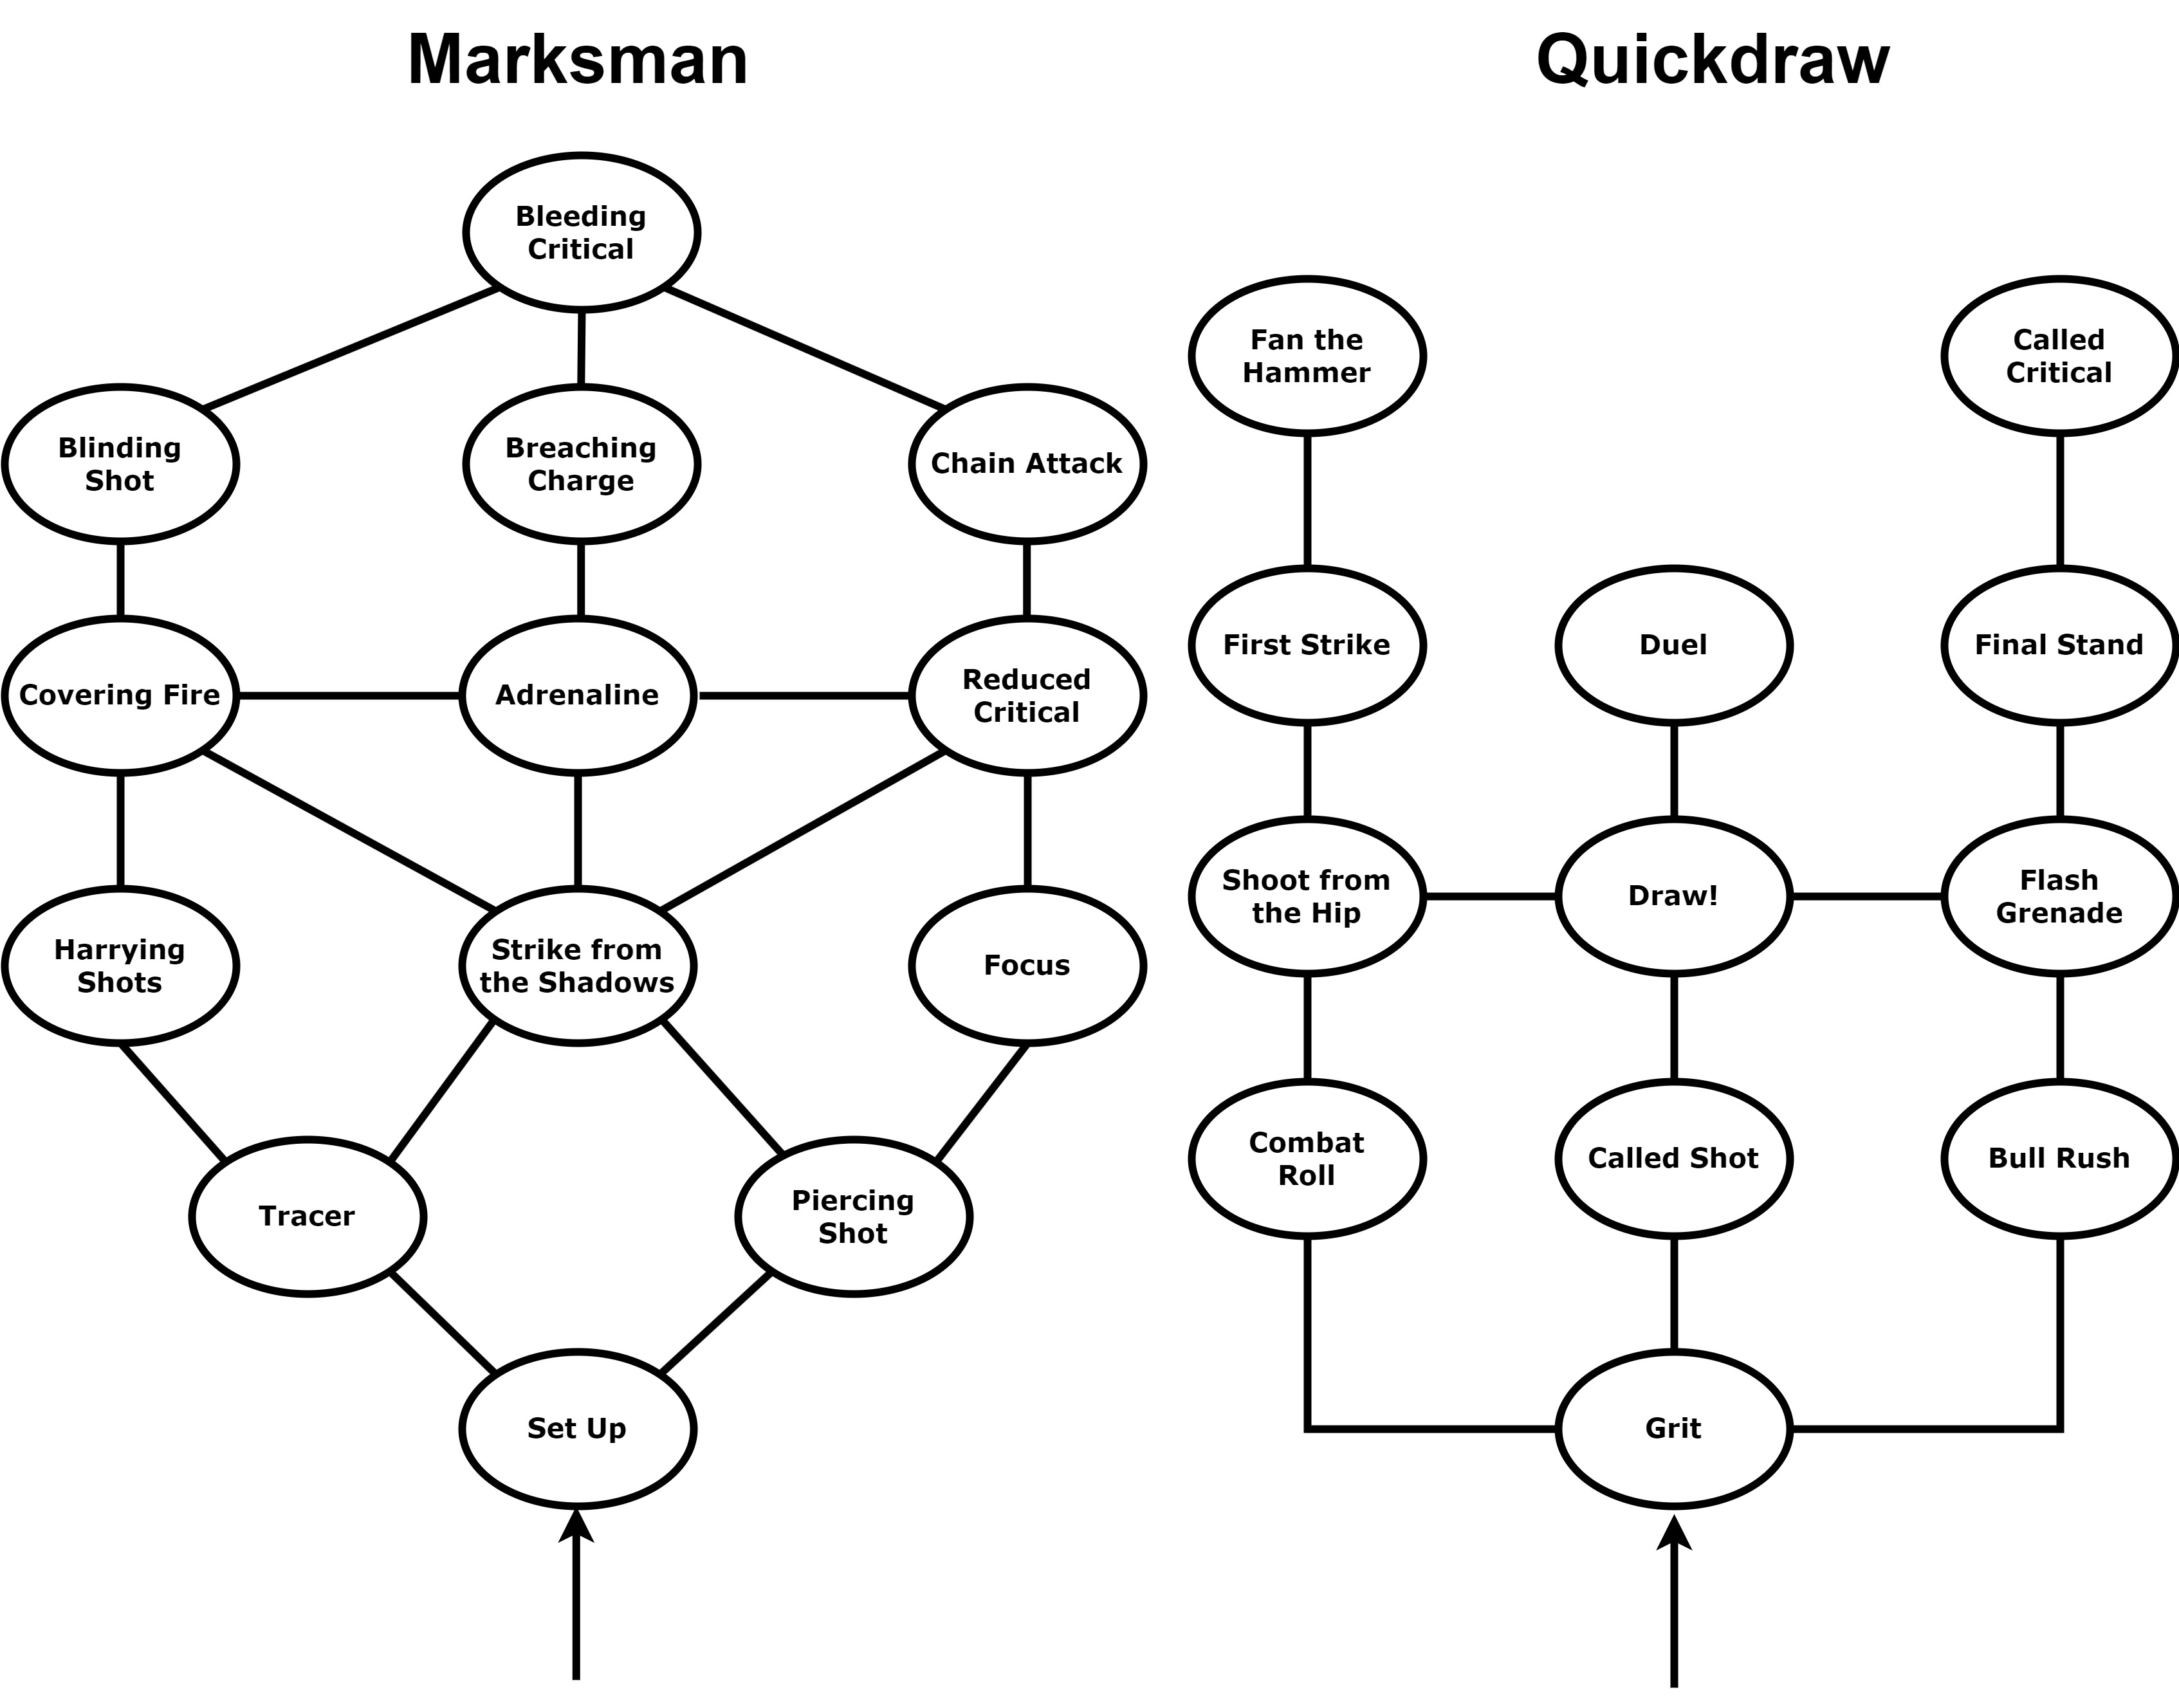 Marksman
Bleeding
Critical
Blinding
Shot
Breaching
Charge
Chain Attack
Covering Fire
Adrenaline
Reduced
Critical
Harrying
Shots
Strike from
the Shadows
Focus
Tracer
Piercing
Shot
Set Up
Quickdraw
Fan the
Hammer
Called
Critical
First Strike
Duel
Final Stand
Shoot from
the Hip
Draw!
Flash
Grenade
Combat
Roll
Called Shot
Bull Rush
Grit